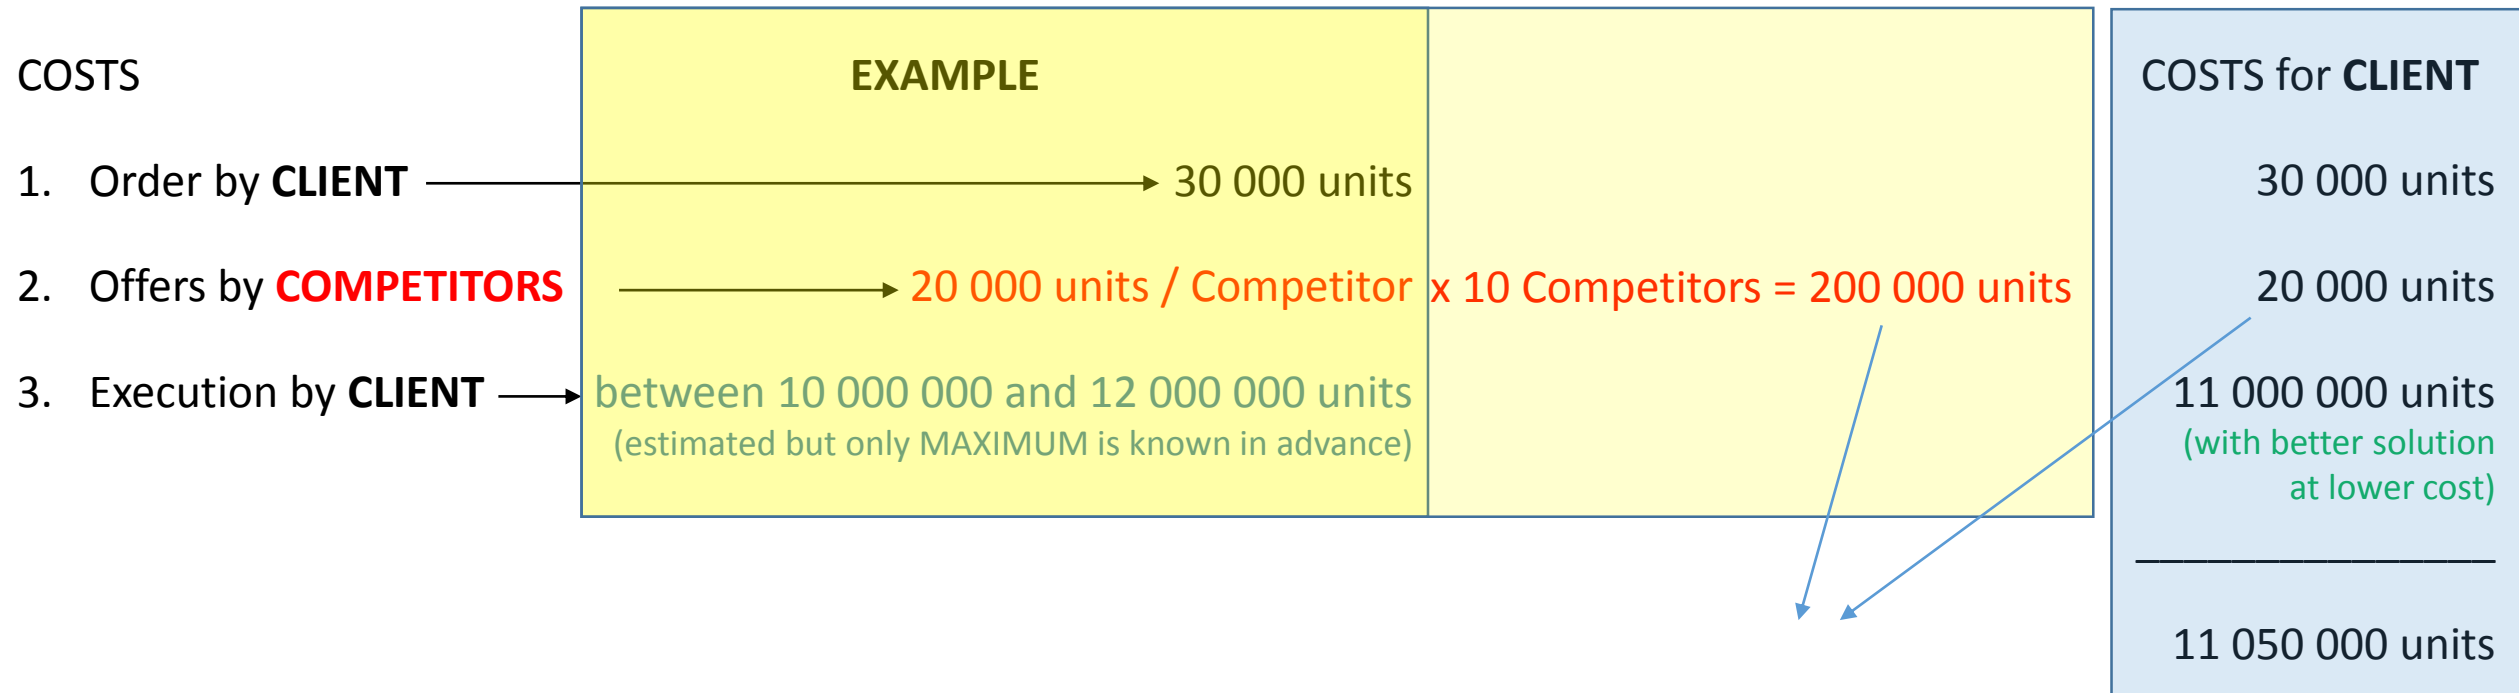 COSTS EXAMPLE COSTS for CLIENT
1. Order by CLIENT 30 000 units 30 000 units
2. Offers by COMPETITORS 20 000 units / Competitor x 10 Competitors = 200 000 units 20 000 units
3. Execution by CLIENT between 10 000 000 and 12 000 000 units 11 000 000 units
(estimated but only MAXIMUM is known in advance) (with better solution
at lower cost)
11 050 000 units